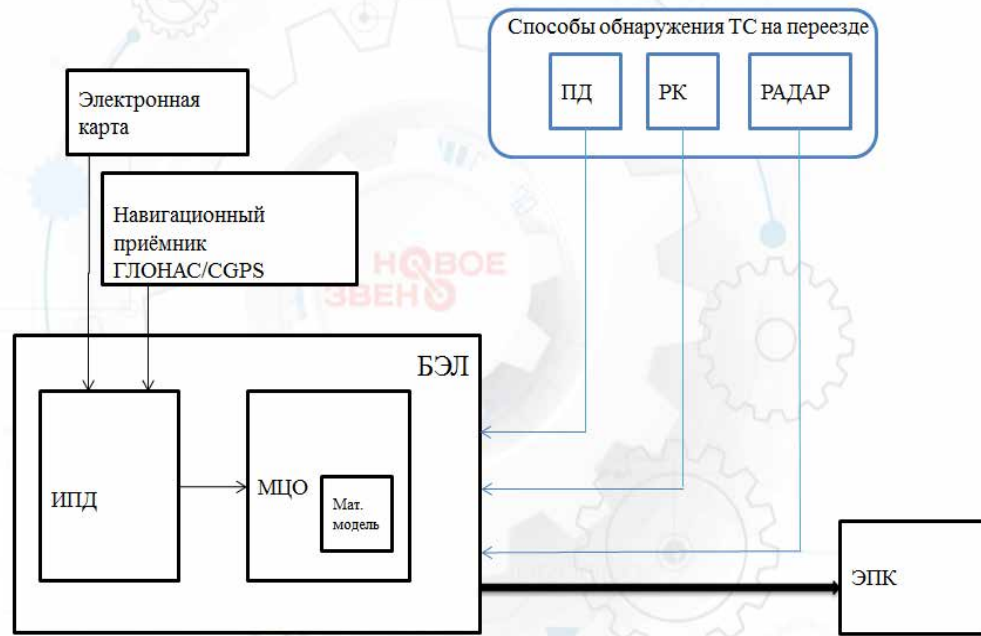 Способы обнаружения ТС на переезде
ПД
РК
РАДАР
Электронная
карта
Навигационный
приёмник
ГЛОНАС/CGPS
НОВОЕ
ЗВЕНО
БЭЛ
ИПД
МЦО
Мат.
модель
ЭПК